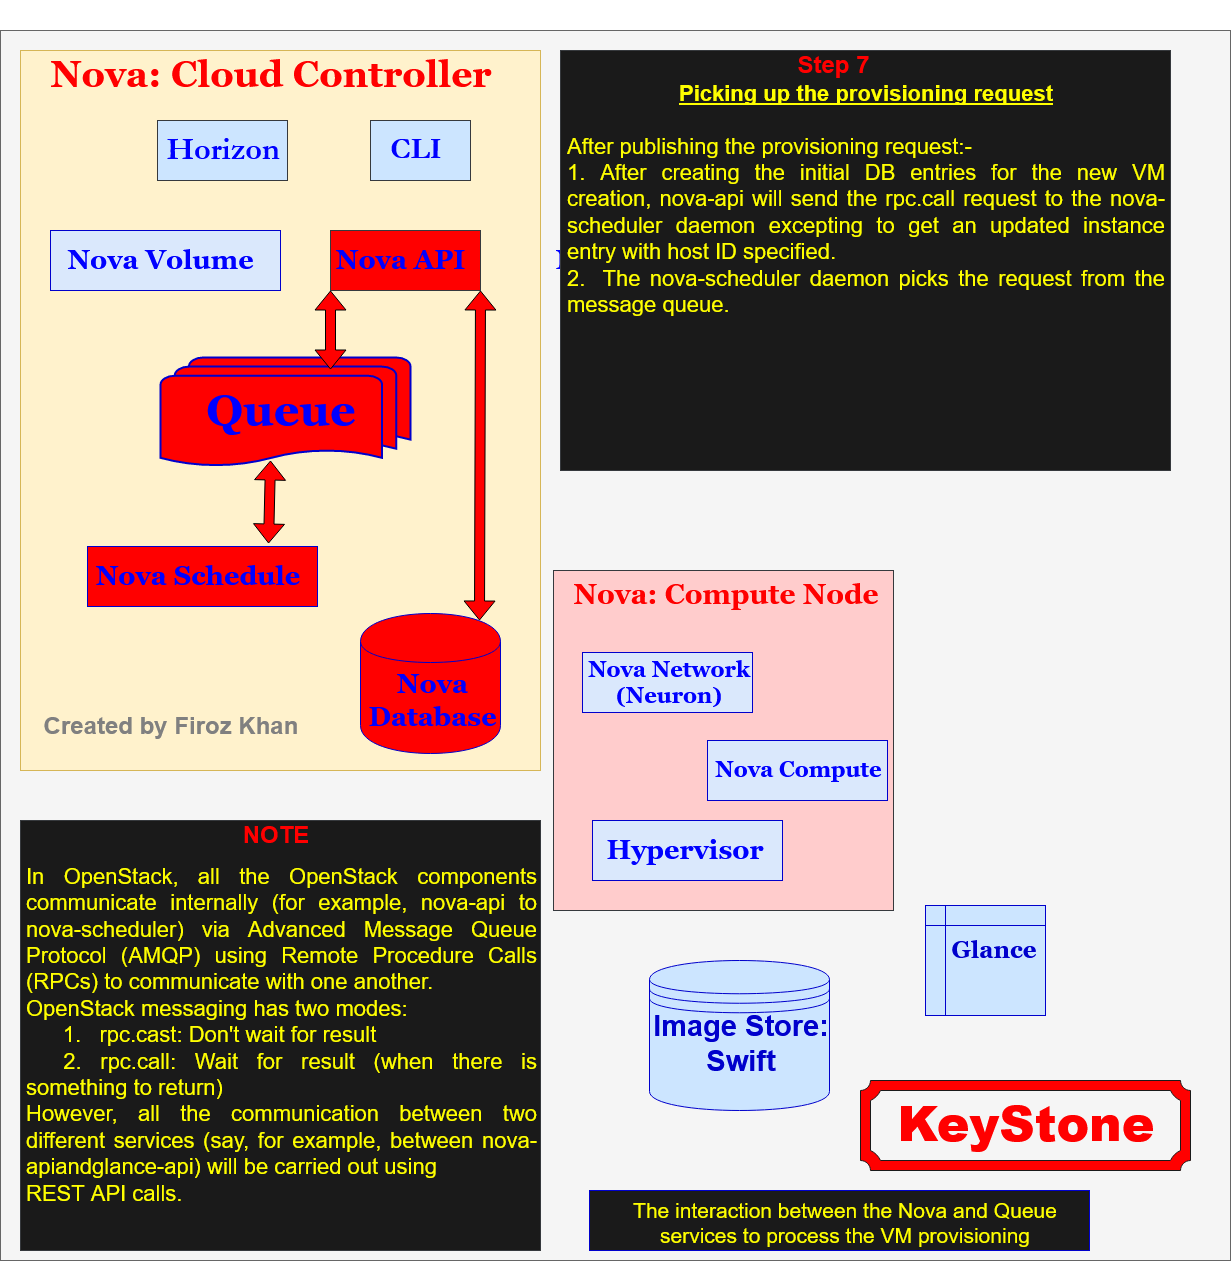 Nova: Cloud Controller
Horizon
CLI
Nova Volume
Nova API
Queue
Nova Schedule
Nova
Database
Created by Firoz Khan
Step 7
Picking up the provisioning request
After publishing the provisioning request:-
1. After creating the initial DB entries for the new VM
creation, nova-api will send the rpc.call request to the nova-
scheduler daemon excepting to get an updated instance
entry with host ID specified.
2. The nova-scheduler daemon picks the request from the
message queue.
Nova: Compute Node
Nova Network
(Neuron)
Nova Compute
Hypervisor
NOTE
In OpenStack, all the OpenStack components
communicate internally (for example, nova-api to
nova-scheduler) via Advanced Message Queue
Protocol (AMQP) using Remote Procedure Calls
(RPCs) to communicate with one another.
OpenStack messaging has two modes:
1. rpc.cast: Don't wait for result
2. rpc.call: Wait for result (when there is
something to return)
However, all the communication between two
different services (say, for example, between nova-
apiandglance-api) will be carried out using
REST API calls.
Glance
Image Store:
Swift
KeyStone
The interaction between the Nova and Queue
services to process the VM provisioning